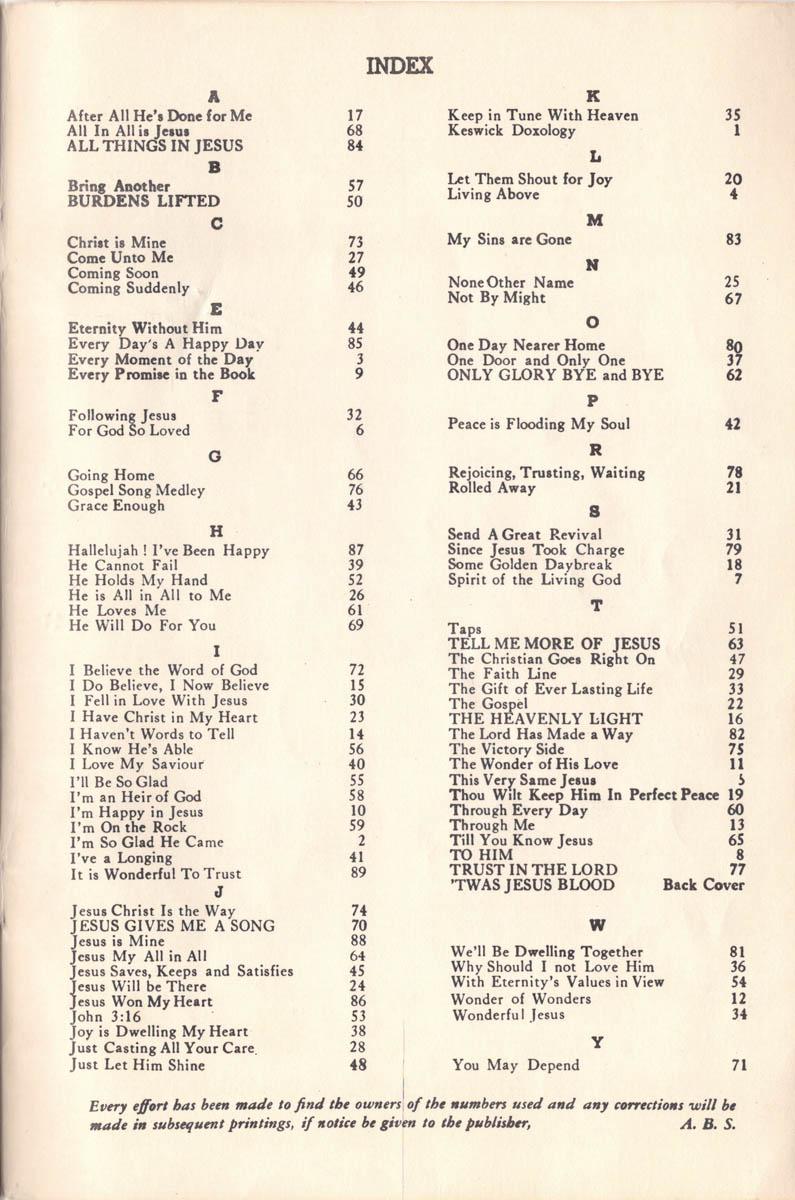 INDEX
A
After All He's Done for Me 17
All In All is Jesus 68
ALL THINGS IN JESUS 84
B
Bring Another 57
BURDENS LIFTED 50
C
Christ is Mine 73
Come Unto Me 27
Coming Soon 49
Coming Suddenly 46
E
Eternity Without Him 44
Every Day's A Happy Day 85
Every Moment of the Day 3
Every Promise in the Book 9
F
Following Jesus 32
For God So Loved 6
G
Going Home 66
Gospel Song Medley 76
Grace Enough 43
H
Hallelujah ! I've Been Happy 87
He Cannot Fail 39
He Holds My Hand 52
He is All in All to Me 26
He Loves Me 61
He Will Do For You 69
I
I Believe the Word of God 72
I Do Believe, I Now Believe 15
I Fell in Love With Jesus 30
I Have Christ in My Heart 23
I Haven't Words to Tell 14
I Know He's Able 56
I Love My Saviour 40
I'll Be So Glad 55
I'm an Heir of God 58
I'm Happy in Jesus 10
I'm On the Rock 59
I'm So Glad He Came 2
I've a Longing 41
It is Wonderful To Trust 89
J
Jesus Christ Is the Way 74
JESUS GIVES ME A SONG 70
Jesus is Mine 88
Jesus My All in All 64
Jesus Saves, Keeps and Satisfies 45
Jesus Will be There 24
Jesus Won My Heart 86
John 3:16 53
Joy is Dwelling My Heart 38
Just Casting All Your Care 28
Just Let Him Shine 48
K
Keep in Tune With Heaven 35
Keswick Doxology 1
L
Let Them Shout for Joy 20
Living Above 4
M
My Sins are Gone 83
N
None Other Name 25
Not By Might 67
O
One Day Nearer Home 80
One Door and Only One 37
ONLY GLORY BYE and BYE 62
P
Peace is Flooding My Soul 42
R
Rejoicing, Trusting, Waiting 78
Rolled Away 21
S
Send A Great Revival 31
Since Jesus Took Charge 79
Some Golden Daybreak 18
Spirit of the Living God 7
T
Taps 51
TELL ME MORE OF JESUS 63
The Christian Goes Right On 47
The Faith Line 29
The Gift of Ever Lasting Life 33
The Gospel 22
THE HEAVENLY LIGHT 16
The Lord Has Made a Way 82
The Victory Side 75
The Wonder of His Love 11
This Very Same Jesus 5
Thou Wilt Keep Him In Perfect Peace 19
Through Every Day 60
Through Me 13
Till You Know Jesus 65
TO HIM 8
TRUST IN THE LORD 77
'TWAS JESUS BLOOD Back Cover
W
We'll Be Dwelling Together 81
Why Should I not Love Him 36
With Eternity's Values in View 54
Wonder of Wonders 12
Wonderful Jesus 34
Y
You May Depend 71
Every effort has been made to find the owners of the numbers used and any corrections will be
made in subsequent printings, if notice be given to the publisher, A. B. S.